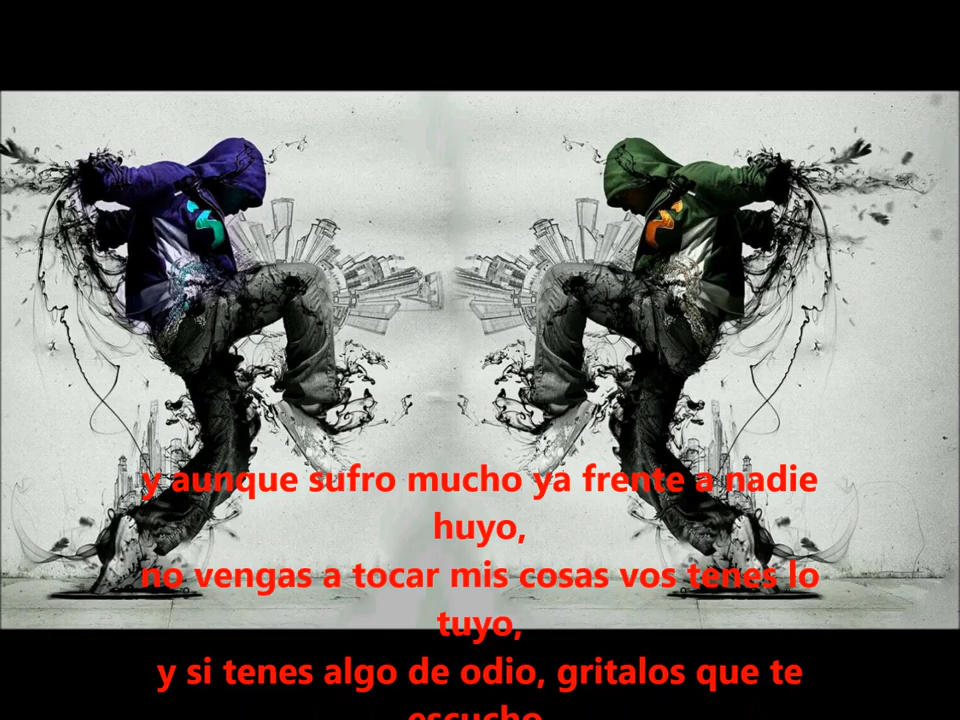 y aunque sufro mucho ya frente a nadie
huyo,
no vengas a tocar mis cosas vos tenes lo
tuyo,
y si tenes algo de odio, gritalos que te
escucho